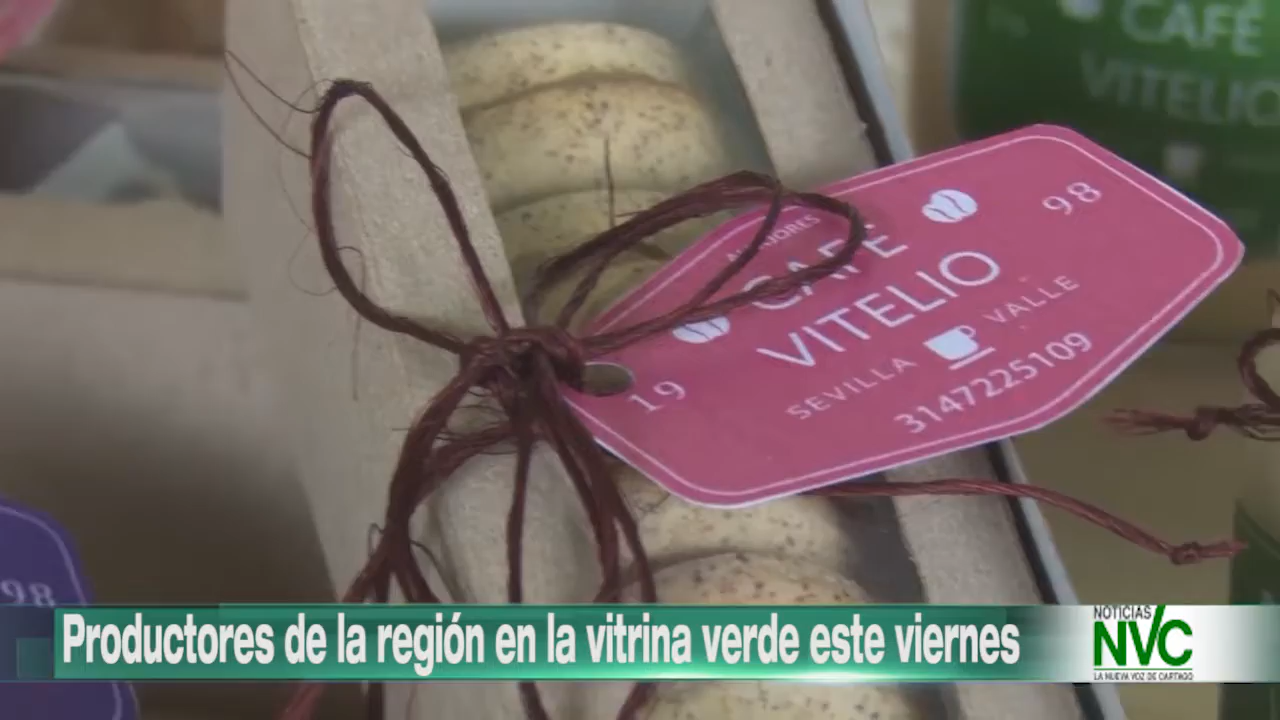 CAFÉ
VITELIO
98
CAFÉ
VITELIO
SEVILLA VALLE
19
3147225109
98
Productores de la región en la vitrina verde este viernes
NOTICIAS
NVC
LA NUEVA VOZ DE CARTAGO